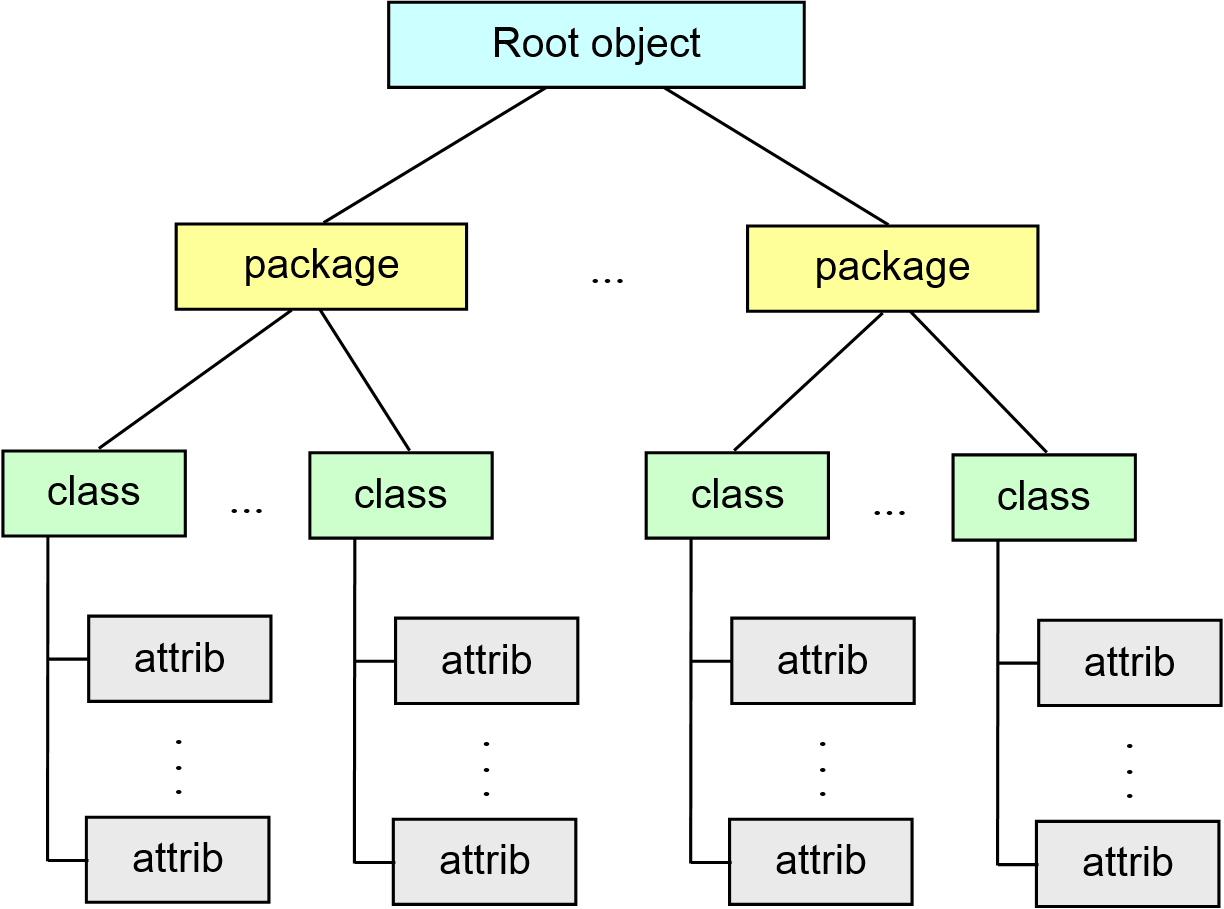 Root object
package
...
package
class
...
class
class
...
class
attrib
attrib
attrib
attrib
.
.
.
.
.
.
.
.
.
.
.
.
attrib
attrib
attrib
attrib